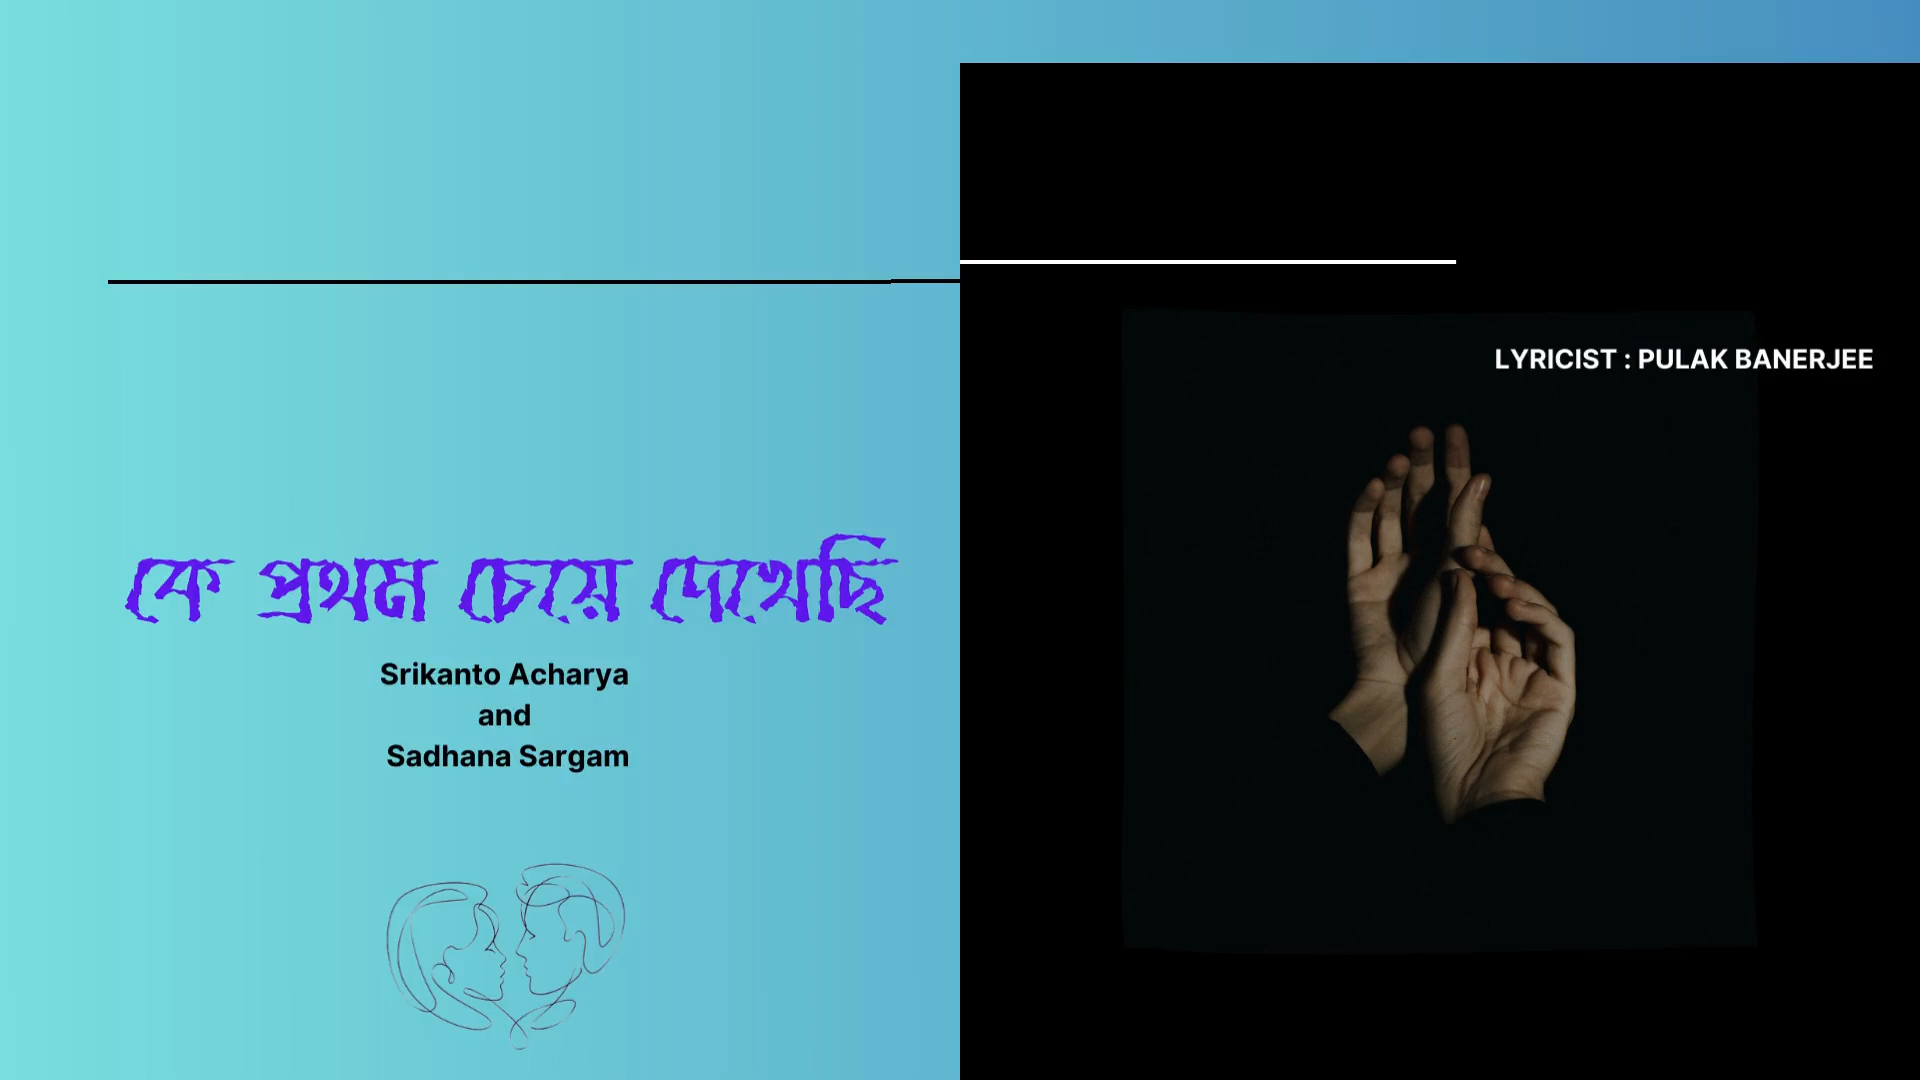 কে প্রথম চেয়ে দেখেছি
Srikanto Acharya
and
Sadhana Sargam
LYRICIST : PULAK BANERJEE